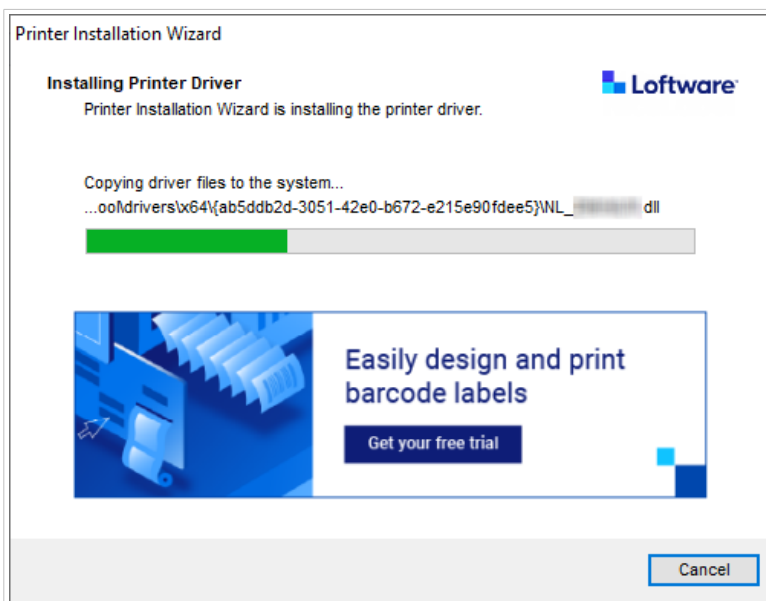 Printer Installation Wizard
Installing Printer Driver
Loftware
Printer Installation Wizard is installing the printer driver.
Copying driver files to the system...
...ool\drivers\x64\{ab5ddb2d-3051-42e0-b672-e215e90fdee5}\NL_ dll
Easily design and print
barcode labels
Get your free trial
Cancel